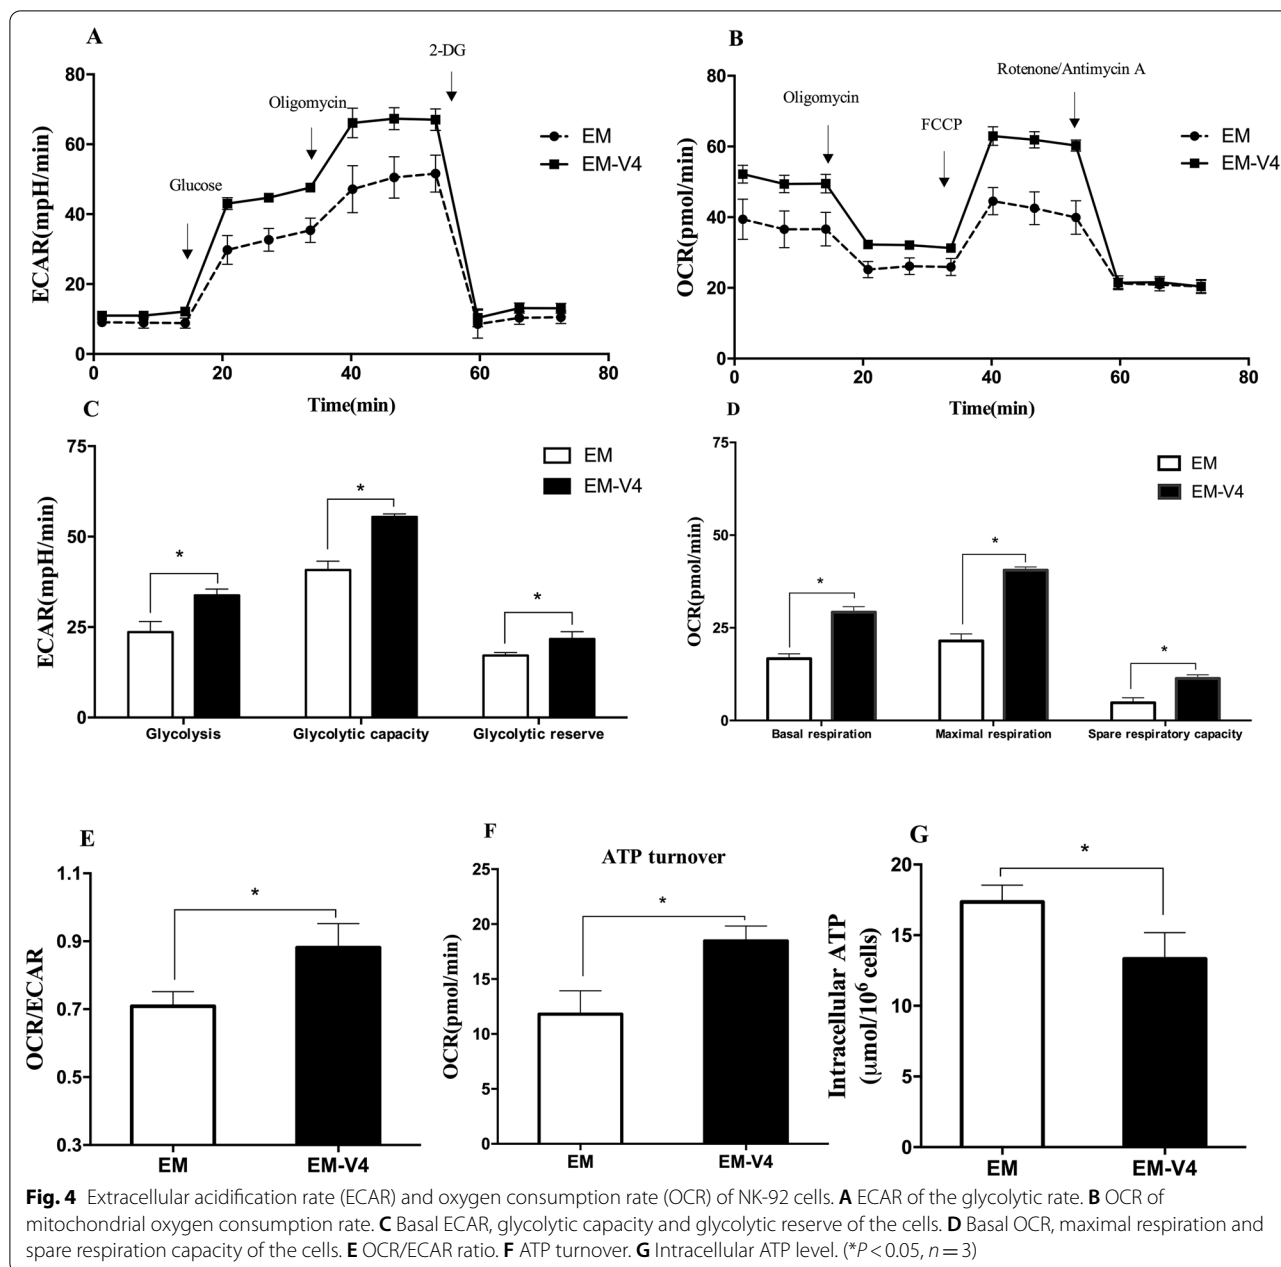 A
2-DG
Oligomycin
Glucose
EM
EM-V4
ECAR(mpH/min)
80
60
40
20
0
0 20 40 60 80
Time(min)
B
Rotenone/Antimycin A
Oligomycin
FCCP
EM
EM-V4
OCR(pmol/min)
80
60
40
20
0
0 20 40 60 80
Time(min)
C
EM
EM-V4
ECAR(mpH/min)
75
50
25
0
* * *
Glycolysis Glycolytic capacity Glycolytic reserve
D
EM
EM-V4
OCR(pmol/min)
75
50
25
0
* * *
Basal respiration Maximal respiration Spare respiratory capacity
E
OCR/ECAR
1.1
0.9
0.7
0.5
0.3
*
EM EM-V4
F
ATP turnover
OCR(pmol/min)
25
20
15
10
5
0
*
EM EM-V4
G
Intracellular ATP
(μmol/10⁶ cells)
20
15
10
5
0
*
EM EM-V4
Fig. 4 Extracellular acidification rate (ECAR) and oxygen consumption rate (OCR) of NK-92 cells. A ECAR of the glycolytic rate. B OCR of
mitochondrial oxygen consumption rate. C Basal ECAR, glycolytic capacity and glycolytic reserve of the cells. D Basal OCR, maximal respiration and
spare respiration capacity of the cells. E OCR/ECAR ratio. F ATP turnover. G Intracellular ATP level. (*P < 0.05, n = 3)